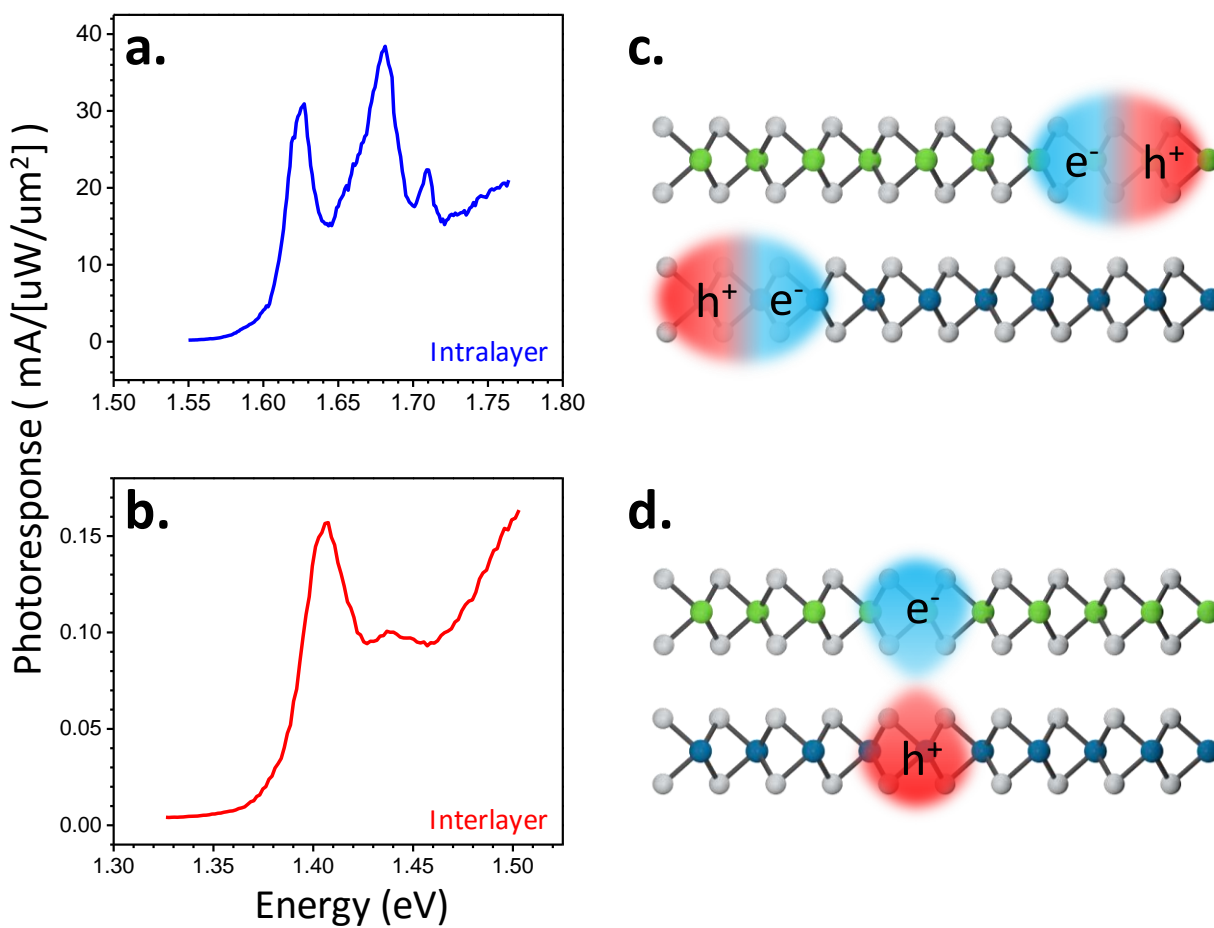 Photoresponse ( mA/[uW/um²] )
a.
40
30
20
10
0
Intralayer
1.50 1.55 1.60 1.65 1.70 1.75 1.80
b.
0.15
0.10
0.05
0.00
Interlayer
1.30 1.35 1.40 1.45 1.50
Energy (eV)
c.
e⁻ h⁺
h⁺ e⁻
d.
e⁻
h⁺